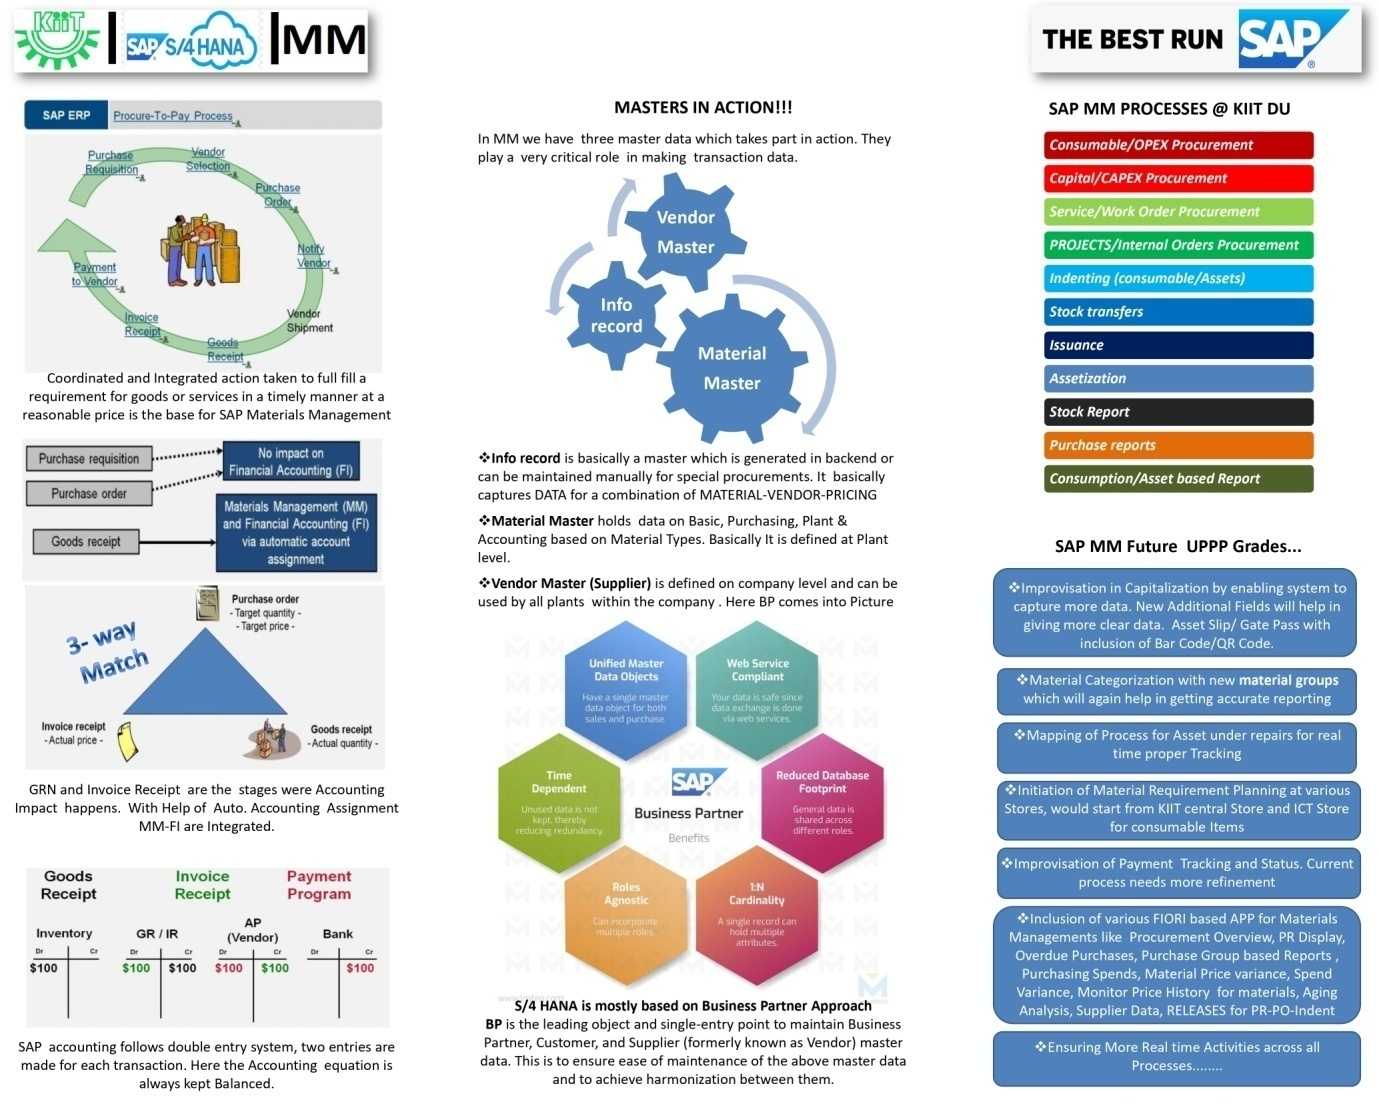 KiiT
SAP S/4HANA
MM
THE BEST RUN SAP
SAP ERP
Procure-To-Pay Process
Purchase
Requisition
Vendor
Selection
Purchase
Order
Notify
Vendor
Vendor
Shipment
Goods
Receipt
Invoice
Receipt
Payment
to Vendor
Coordinated and Integrated action taken to full fill a
requirement for goods or services in a timely manner at a
reasonable price is the base for SAP Materials Management
Purchase requisition
Purchase order
Goods receipt
No impact on
Financial Accounting (FI)
Materials Management (MM)
and Financial Accounting (FI)
via automatic account
assignment
3- way
Match
Purchase order
- Target quantity -
- Target price -
Invoice receipt
- Actual price -
Goods receipt
- Actual quantity -
GRN and Invoice Receipt are the stages were Accounting
Impact happens. With Help of Auto. Accounting Assignment
MM-FI are Integrated.
Goods
Receipt
Invoice
Receipt
Payment
Program
Inventory
GR / IR
AP
(Vendor)
Bank
Dr Cr
Dr Cr
Dr Cr
Dr Cr
$100
$100 $100
$100 $100
$100
SAP accounting follows double entry system, two entries are
made for each transaction. Here the Accounting equation is
always kept Balanced.
MASTERS IN ACTION!!!
In MM we have three master data which takes part in action. They
play a very critical role in making transaction data.
Vendor
Master
Info
record
Material
Master
❖Info record is basically a master which is generated in backend or
can be maintained manually for special procurements. It basically
captures DATA for a combination of MATERIAL-VENDOR-PRICING
❖Material Master holds data on Basic, Purchasing, Plant &
Accounting based on Material Types. Basically It is defined at Plant
level.
❖Vendor Master (Supplier) is defined on company level and can be
used by all plants within the company . Here BP comes into Picture
Unified Master
Data Objects
Have a single master
data object for both
sales and purchase.
Web Service
Compliant
Your data is safe since
data exchange is done
via web services.
Time
Dependent
Unused data is not
kept, thereby
reducing redundancy.
SAP
Business Partner
Benefits
Reduced Database
Footprint
General data is
shared across
different roles.
Roles
Agnostic
Can incorporate
multiple roles.
1:N
Cardinality
A single record can
hold multiple
attributes.
S/4 HANA is mostly based on Business Partner Approach
BP is the leading object and single-entry point to maintain Business
Partner, Customer, and Supplier (formerly known as Vendor) master
data. This is to ensure ease of maintenance of the above master data
and to achieve harmonization between them.
SAP MM PROCESSES @ KIIT DU
Consumable/OPEX Procurement
Capital/CAPEX Procurement
Service/Work Order Procurement
PROJECTS/Internal Orders Procurement
Indenting (consumable/Assets)
Stock transfers
Issuance
Assetization
Stock Report
Purchase reports
Consumption/Asset based Report
SAP MM Future UPPP Grades...
❖Improvisation in Capitalization by enabling system to
capture more data. New Additional Fields will help in
giving more clear data. Asset Slip/ Gate Pass with
inclusion of Bar Code/QR Code.
❖Material Categorization with new material groups
which will again help in getting accurate reporting
❖Mapping of Process for Asset under repairs for real
time proper Tracking
❖Initiation of Material Requirement Planning at various
Stores, would start from KIIT central Store and ICT Store
for consumable Items
❖Improvisation of Payment Tracking and Status. Current
process needs more refinement
❖Inclusion of various FIORI based APP for Materials
Managements like Procurement Overview, PR Display,
Overdue Purchases, Purchase Group based Reports ,
Purchasing Spends, Material Price variance, Spend
Variance, Monitor Price History for materials, Aging
Analysis, Supplier Data, RELEASES for PR-PO-Indent
❖Ensuring More Real time Activities across all
Processes........